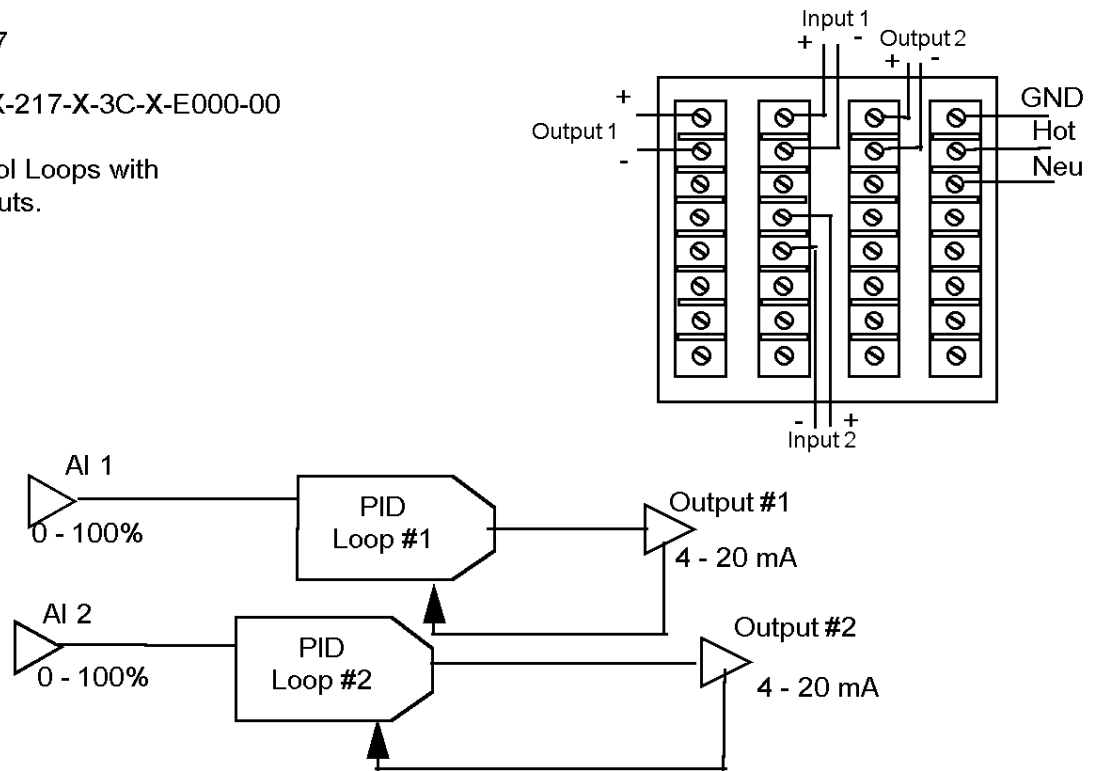 7
X-217-X-3C-X-E000-00
ol Loops with
uts.
Input 1
+ -
Output 2
+ -
+
Output 1
-
GND
Hot
Neu
- +
Input 2
AI 1
0 - 100%
PID
Loop #1
Output #1
4 - 20 mA
AI 2
0 - 100%
PID
Loop #2
Output #2
4 - 20 mA